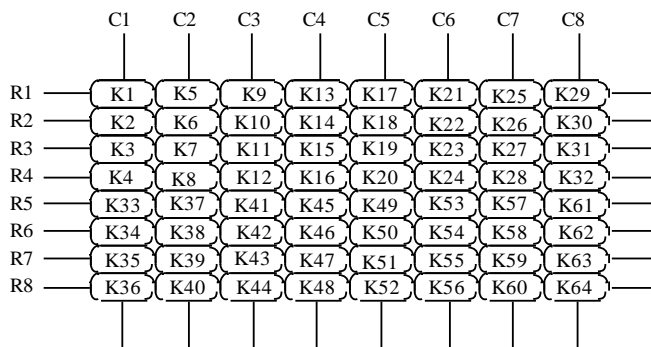 C1 C2 C3 C4 C5 C6 C7 C8
R1 K1 K5 K9 K13 K17 K21 K25 K29
R2 K2 K6 K10 K14 K18 K22 K26 K30
R3 K3 K7 K11 K15 K19 K23 K27 K31
R4 K4 K8 K12 K16 K20 K24 K28 K32
R5 K33 K37 K41 K45 K49 K53 K57 K61
R6 K34 K38 K42 K46 K50 K54 K58 K62
R7 K35 K39 K43 K47 K51 K55 K59 K63
R8 K36 K40 K44 K48 K52 K56 K60 K64